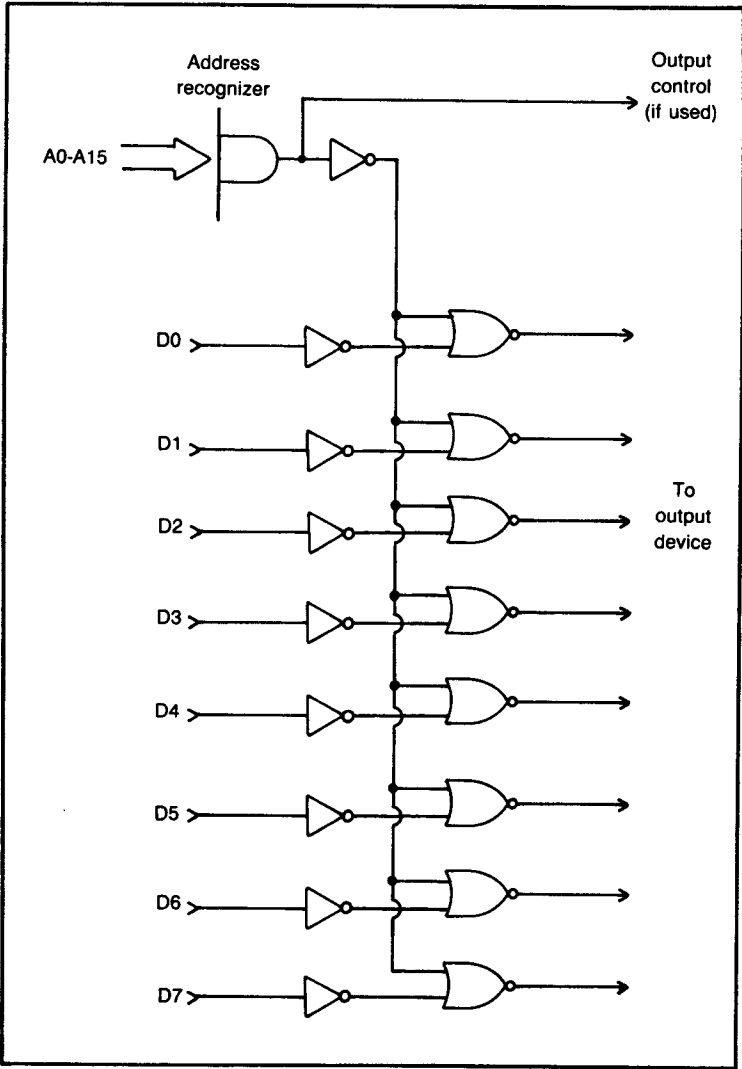 Address
recognizer
Output
control
(if used)
A0-A15
D0
D1
To
output
device
D2
D3
D4
D5
D6
D7